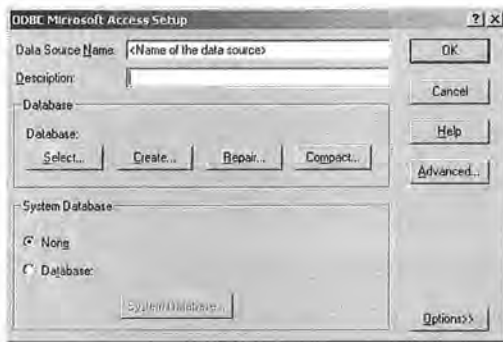 ODBC Microsoft Access Setup
Data Source Name: <Name of the data source>
OK
Description:
Cancel
Database
Help
Database:
Select...
Create...
Repair...
Compact...
Advanced...
System Database
None
Database:
System Database...
Options>>